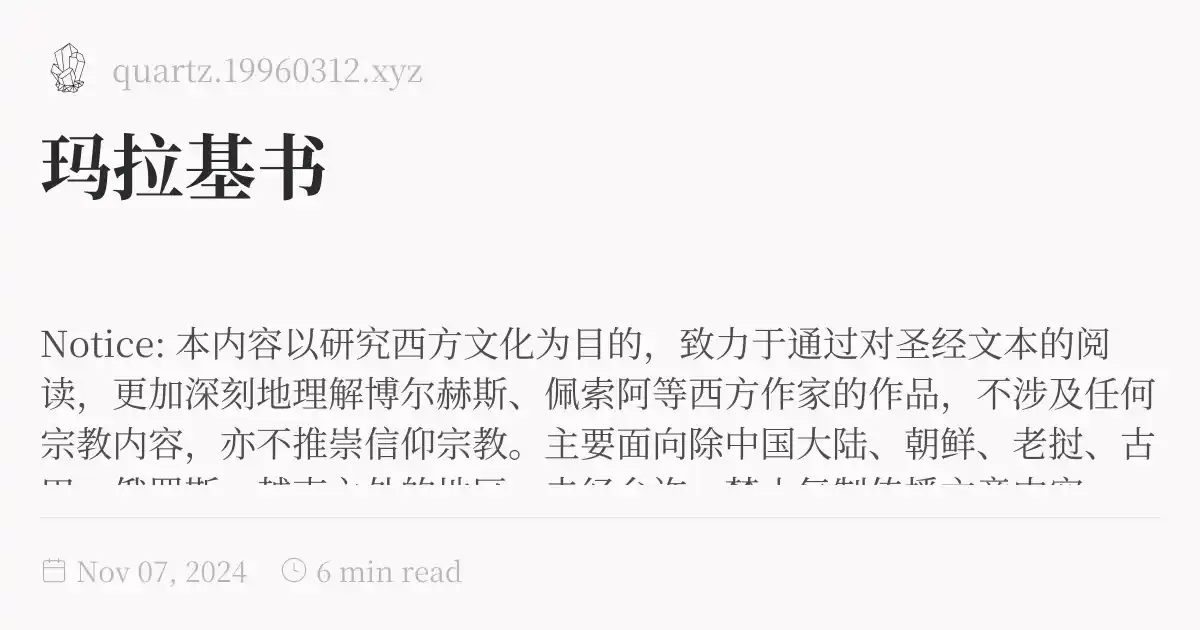 quartz.19960312.xyz
玛拉基书
Notice: 本内容以研究西方文化为目的，致力于通过对圣经文本的阅
读，更加深刻地理解博尔赫斯、佩索阿等西方作家的作品，不涉及任何
宗教内容，亦不推崇信仰宗教。主要面向除中国大陆、朝鲜、老挝、古
Nov 07, 2024
6 min read